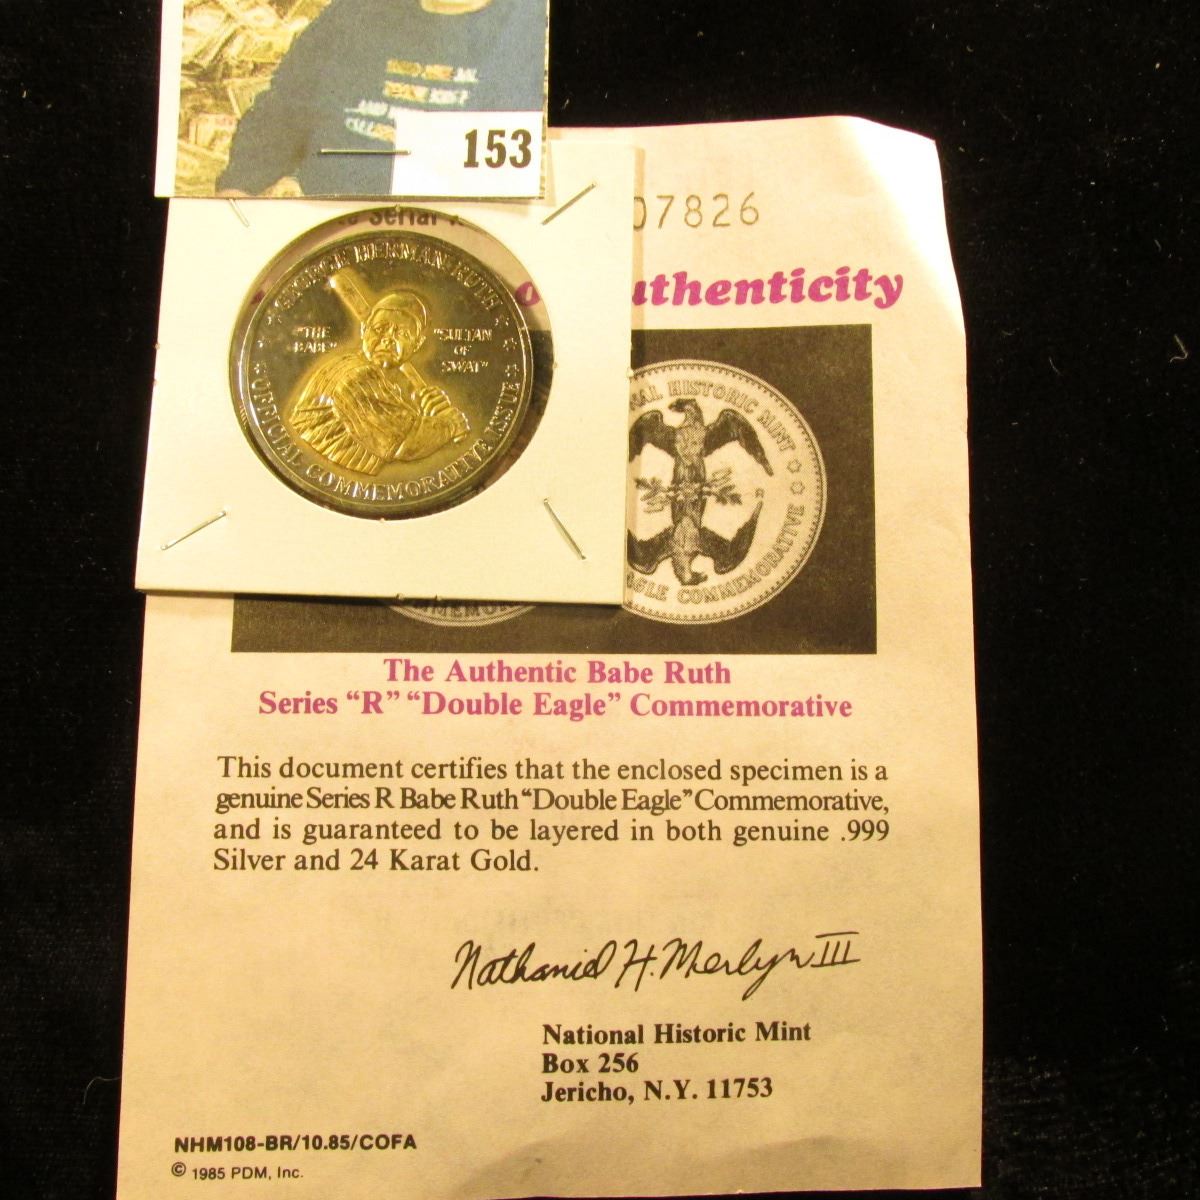 153
07826
Authenticity
GEORGE HERMAN RUTH
"THE
BABE"
"SULTAN
OF
SWAT"
OFFICIAL COMMEMORATIVE ISSUE
HISTORIC MINT
COMMEMORATIVE
The Authentic Babe Ruth
Series “R” “Double Eagle” Commemorative
This document certifies that the enclosed specimen is a
genuine Series R Babe Ruth “Double Eagle” Commemorative,
and is guaranteed to be layered in both genuine .999
Silver and 24 Karat Gold.
Nathaniel H. Merlyn III
National Historic Mint
Box 256
Jericho, N.Y. 11753
NHM108-BR/10.85/COFA
© 1985 PDM, Inc.